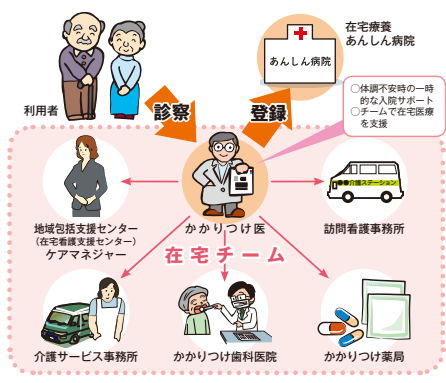 在宅療養
あんしん病院
あんしん病院
利用者
診察
登録
○体調不安時の一時
的な入院サポート
○チームで在宅医療
を支援
●●介護ステーション
地域包括支援センター
(在宅看護支援センター)
ケアマネジャー
かかりつけ医
訪問看護事務所
在宅チーム
介護サービス事務所
かかりつけ歯科医院
かかりつけ薬局